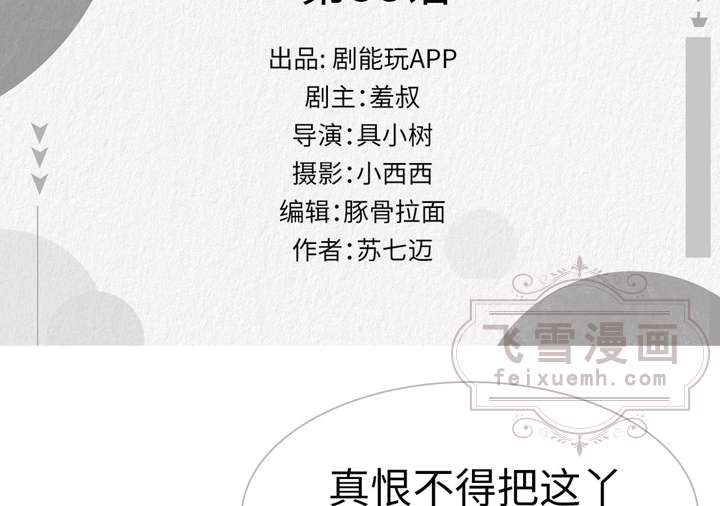 出品: 剧能玩APP
剧主：羞叔
导演：具小树
摄影：小西西
编辑：豚骨拉面
作者：苏七迈
飞雪漫画
feixuemh.com
真恨不得把这丫